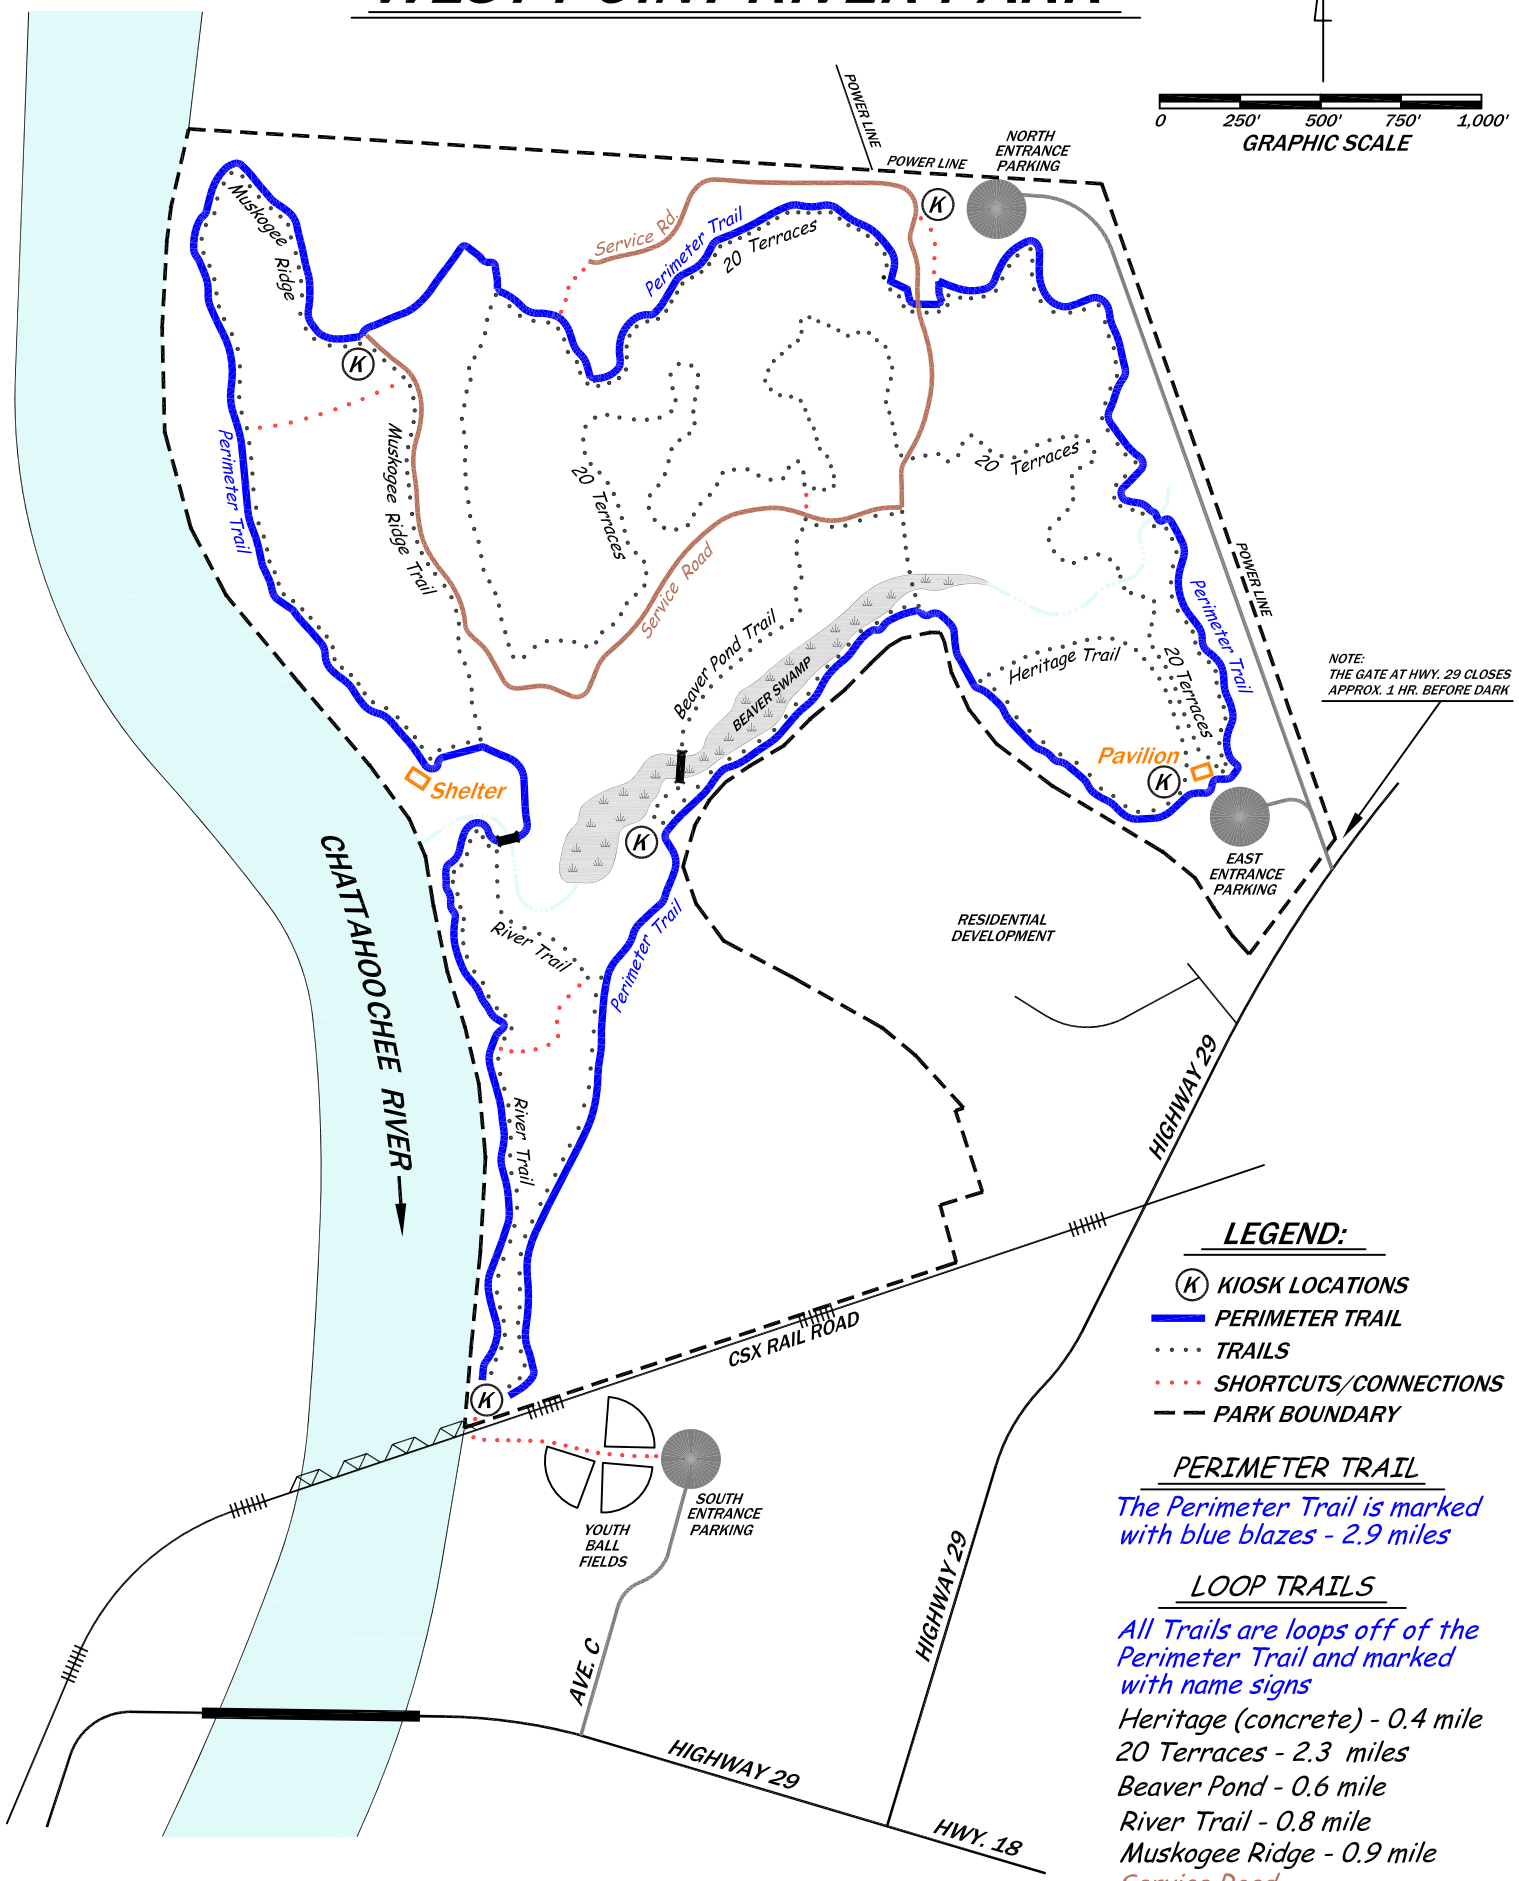 WEST POINT RIVER PARK
0 250' 500' 750' 1,000'
GRAPHIC SCALE
POWER LINE
POWER LINE
NORTH
ENTRANCE
PARKING
K
Muskogee Ridge
Service Rd.
Perimeter Trail
20 Terraces
K
Perimeter Trail
Muskogee Ridge Trail
20 Terraces
20 Terraces
Service Road
POWER LINE
Perimeter Trail
Beaver Pond Trail
BEAVER SWAMP
Heritage Trail
20 Terraces
NOTE:
THE GATE AT HWY. 29 CLOSES
APPROX. 1 HR. BEFORE DARK
Pavilion
K
Shelter
K
EAST
ENTRANCE
PARKING
CHATTAHOOCHEE RIVER
River Trail
Perimeter Trail
RESIDENTIAL
DEVELOPMENT
River Trail
HIGHWAY 29
CSX RAIL ROAD
K
YOUTH
BALL
FIELDS
SOUTH
ENTRANCE
PARKING
AVE. C
HIGHWAY 29
HIGHWAY 29
HWY. 18
LEGEND:
K KIOSK LOCATIONS
PERIMETER TRAIL
TRAILS
SHORTCUTS/CONNECTIONS
PARK BOUNDARY
PERIMETER TRAIL
The Perimeter Trail is marked
with blue blazes - 2.9 miles
LOOP TRAILS
All Trails are loops off of the
Perimeter Trail and marked
with name signs
Heritage (concrete) - 0.4 mile
20 Terraces - 2.3 miles
Beaver Pond - 0.6 mile
River Trail - 0.8 mile
Muskogee Ridge - 0.9 mile
Service Road